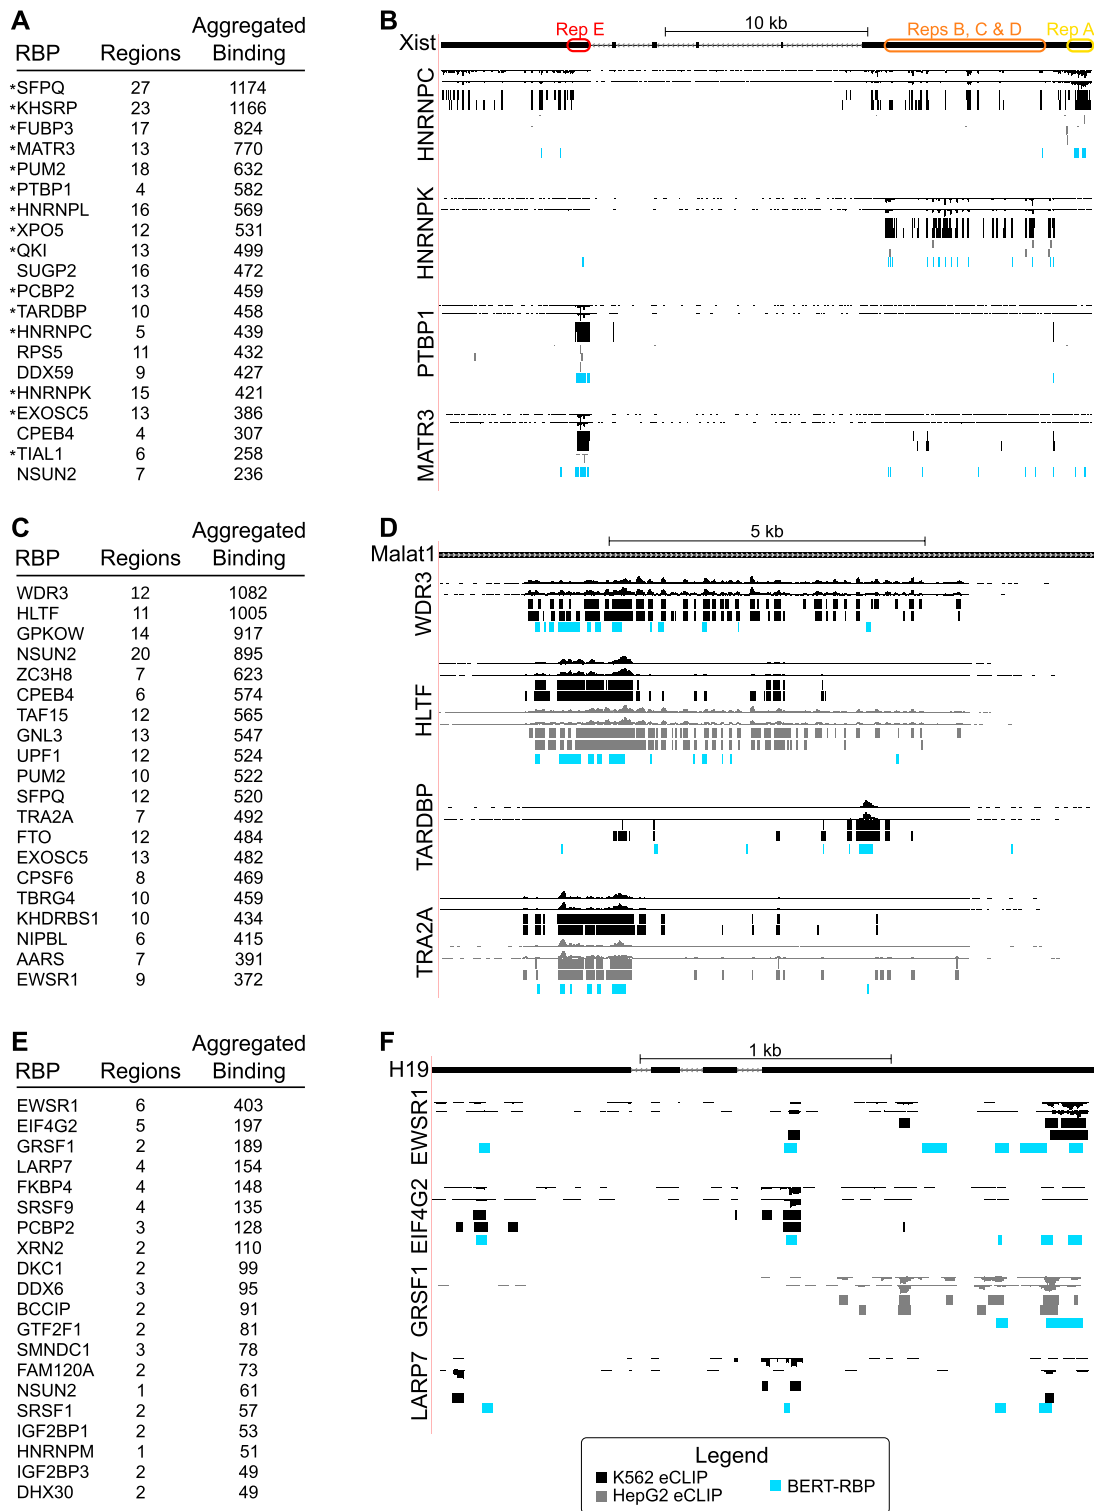 A
Aggregated
RBP Regions Binding
*SFPQ 27 1174
*KHSRP 23 1166
*FUBP3 17 824
*MATR3 13 770
*PUM2 18 632
*PTBP1 4 582
*HNRNPL 16 569
*XPO5 12 531
*QKI 13 499
SUGP2 16 472
*PCBP2 13 459
*TARDBP 10 458
*HNRNPC 5 439
RPS5 11 432
DDX59 9 427
*HNRNPK 15 421
*EXOSC5 13 386
CPEB4 4 307
*TIAL1 6 258
NSUN2 7 236
B
10 kb
Rep E
Reps B, C & D
Rep A
Xist
HNRNPC
HNRNPK
PTBP1
MATR3
C
Aggregated
RBP Regions Binding
WDR3 12 1082
HLTF 11 1005
GPKOW 14 917
NSUN2 20 895
ZC3H8 7 623
CPEB4 6 574
TAF15 12 565
GNL3 13 547
UPF1 12 524
PUM2 10 522
SFPQ 12 520
TRA2A 7 492
FTO 12 484
EXOSC5 13 482
CPSF6 8 469
TBRG4 10 459
KHDRBS1 10 434
NIPBL 6 415
AARS 7 391
EWSR1 9 372
D
5 kb
Malat1
WDR3
HLTF
TARDBP
TRA2A
E
Aggregated
RBP Regions Binding
EWSR1 6 403
EIF4G2 5 197
GRSF1 2 189
LARP7 4 154
FKBP4 4 148
SRSF9 4 135
PCBP2 3 128
XRN2 2 110
DKC1 2 99
DDX6 3 95
BCCIP 2 91
GTF2F1 2 81
SMNDC1 3 78
FAM120A 2 73
NSUN2 1 61
SRSF1 2 57
IGF2BP1 2 53
HNRNPM 1 51
IGF2BP3 2 49
DHX30 2 49
F
1 kb
H19
EWSR1
EIF4G2
GRSF1
LARP7
Legend
K562 eCLIP
HepG2 eCLIP
BERT-RBP